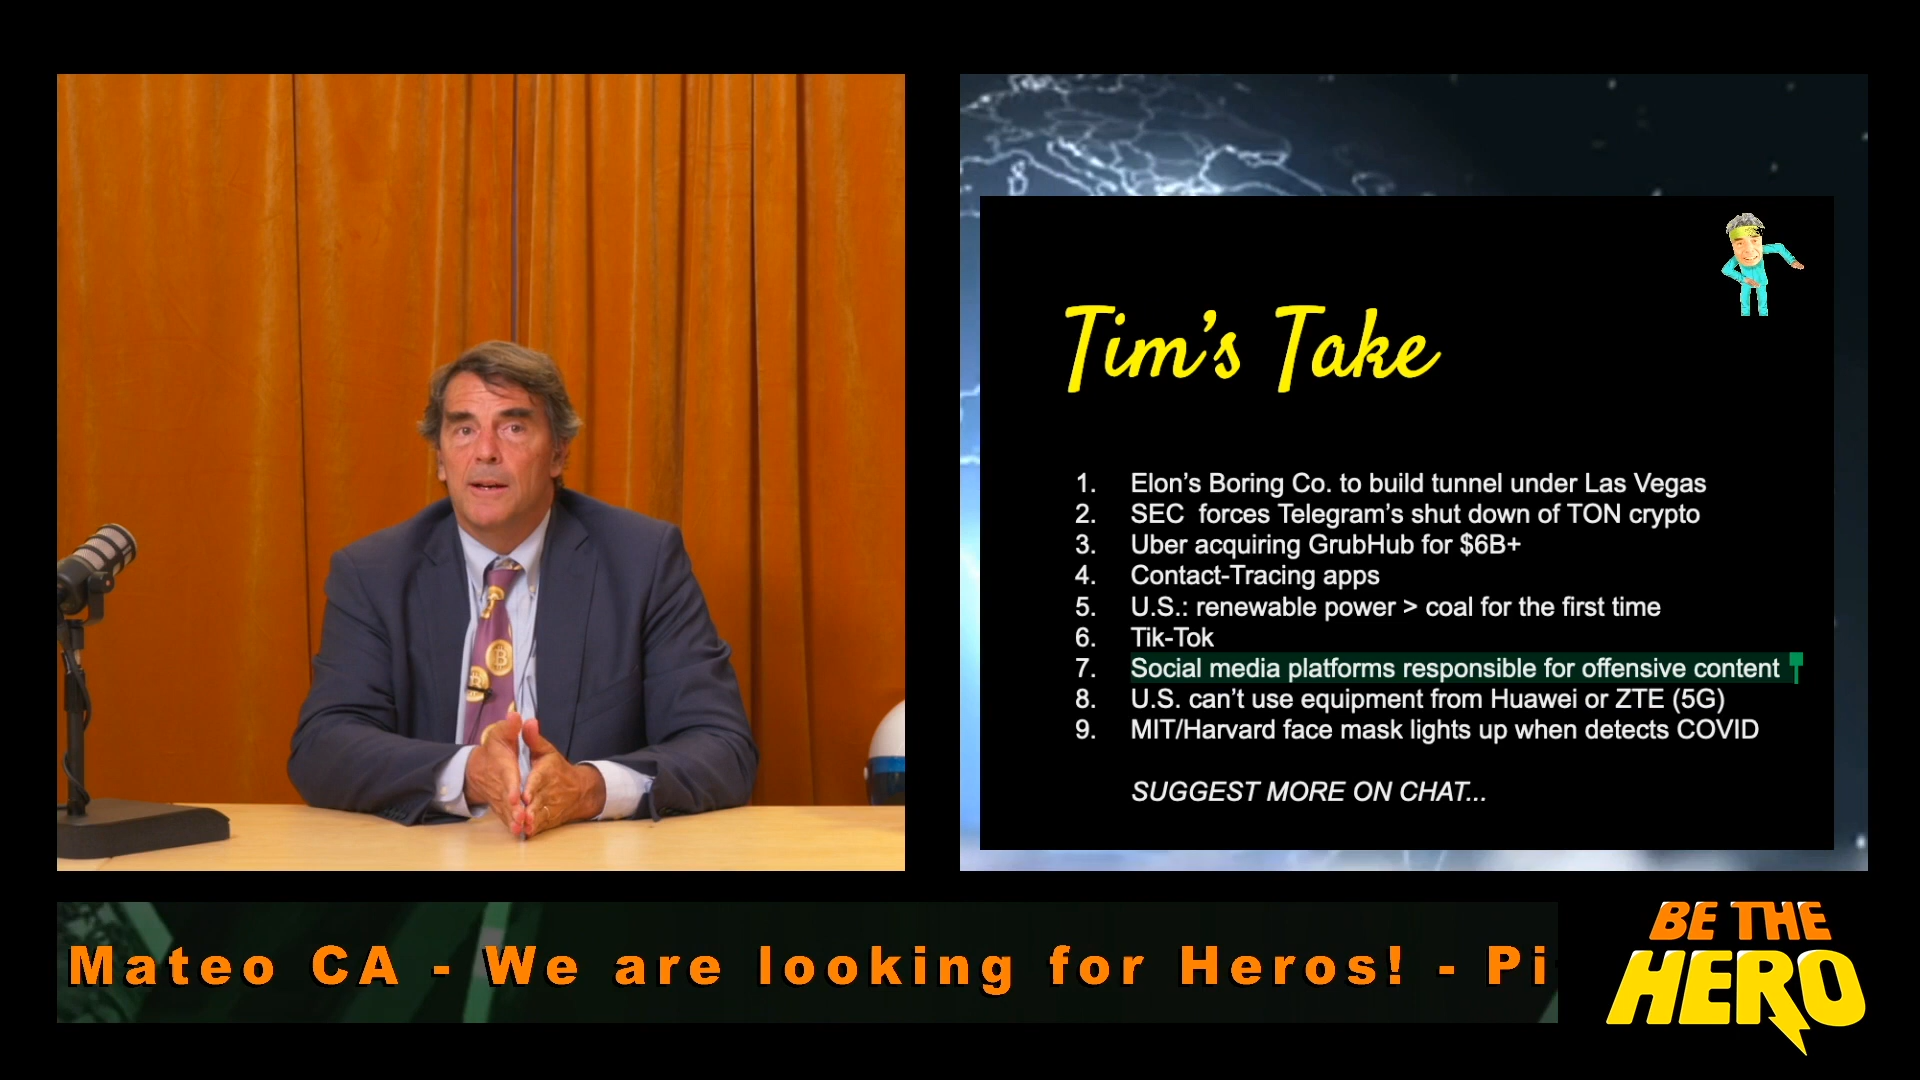 Tim's Take
1. Elon's Boring Co. to build tunnel under Las Vegas
2. SEC forces Telegram's shut down of TON crypto
3. Uber acquiring GrubHub for $6B+
4. Contact-Tracing apps
5. U.S.: renewable power > coal for the first time
6. Tik-Tok
7. Social media platforms responsible for offensive content
8. U.S. can't use equipment from Huawei or ZTE (5G)
9. MIT/Harvard face mask lights up when detects COVID
SUGGEST MORE ON CHAT...
Mateo CA - We are looking for Heros! - Pi
BE THE
HERO